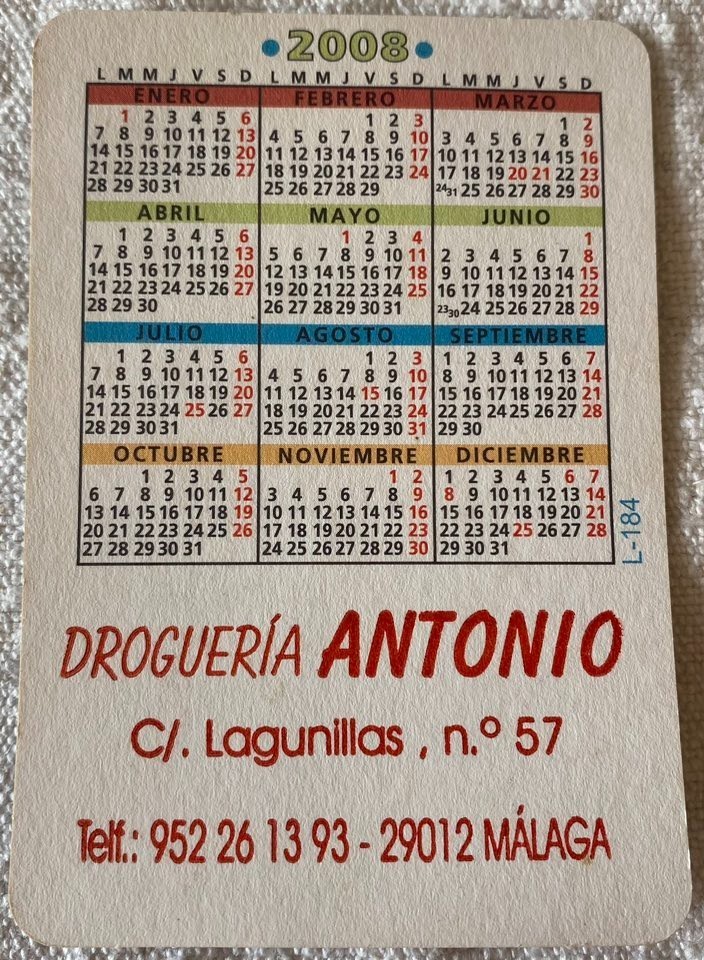 • 2008 •
L M M J V S D L M M J V S D L M M J V S D
ENERO FEBRERO MARZO
1 2 3 4 5 6 1 2 3 1 2
7 8 9 10 11 12 13 4 5 6 7 8 9 10 3 4 5 6 7 8 9
14 15 16 17 18 19 20 11 12 13 14 15 16 17 10 11 12 13 14 15 16
21 22 23 24 25 26 27 18 19 20 21 22 23 24 17 18 19 20 21 22 23
28 29 30 31 25 26 27 28 29 24 31 25 26 27 28 29 30
ABRIL MAYO JUNIO
1 2 3 4 5 6 1 2 3 4 1
7 8 9 10 11 12 13 5 6 7 8 9 10 11 2 3 4 5 6 7 8
14 15 16 17 18 19 20 12 13 14 15 16 17 18 9 10 11 12 13 14 15
21 22 23 24 25 26 27 19 20 21 22 23 24 25 16 17 18 19 20 21 22
28 29 30 26 27 28 29 30 31 23 30 24 25 26 27 28 29
JULIO AGOSTO SEPTIEMBRE
1 2 3 4 5 6 1 2 3 1 2 3 4 5 6 7
7 8 9 10 11 12 13 4 5 6 7 8 9 10 8 9 10 11 12 13 14
14 15 16 17 18 19 20 11 12 13 14 15 16 17 15 16 17 18 19 20 21
21 22 23 24 25 26 27 18 19 20 21 22 23 24 22 23 24 25 26 27 28
28 29 30 31 25 26 27 28 29 30 31 29 30
OCTUBRE NOVIEMBRE DICIEMBRE
1 2 3 4 5 1 2 1 2 3 4 5 6 7
6 7 8 9 10 11 12 3 4 5 6 7 8 9 8 9 10 11 12 13 14
13 14 15 16 17 18 19 10 11 12 13 14 15 16 15 16 17 18 19 20 21
20 21 22 23 24 25 26 17 18 19 20 21 22 23 22 23 24 25 26 27 28
27 28 29 30 31 24 25 26 27 28 29 30 29 30 31
L-184
DROGUERÍA ANTONIO
C/. Lagunillas , n.º 57
Telf.: 952 26 13 93 - 29012 MÁLAGA